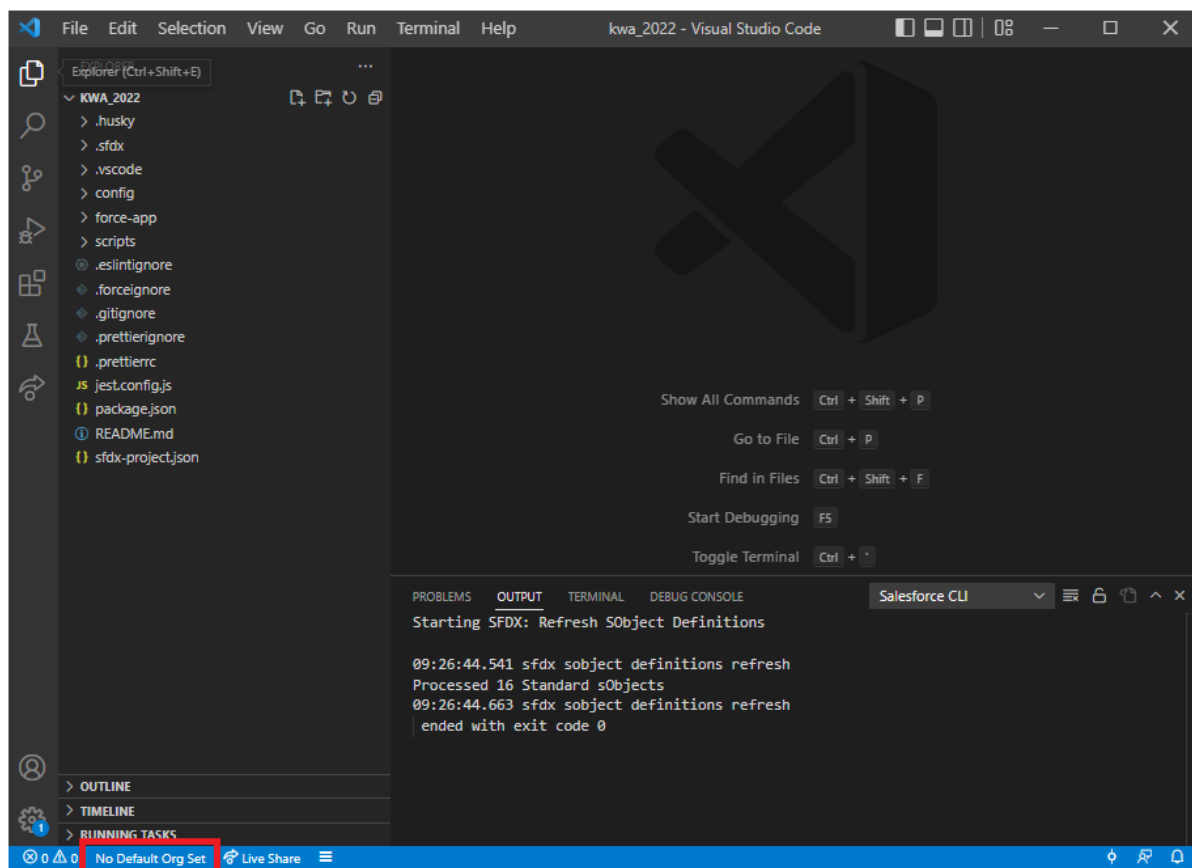 File Edit Selection View Go Run Terminal Help kwa_2022 - Visual Studio Code
Explorer (Ctrl+Shift+E)
KWA_2022
.husky
.sfdx
.vscode
config
force-app
scripts
.eslintignore
.forceignore
.gitignore
.prettierignore
{} .prettierrc
JS jest.config.js
{} package.json
README.md
{} sfdx-project.json
Show All Commands Ctrl + Shift + P
Go to File Ctrl + P
Find in Files Ctrl + Shift + F
Start Debugging F5
Toggle Terminal Ctrl + `
PROBLEMS OUTPUT TERMINAL DEBUG CONSOLE Salesforce CLI
Starting SFDX: Refresh SObject Definitions
09:26:44.541 sfdx sobject definitions refresh
Processed 16 Standard sObjects
09:26:44.663 sfdx sobject definitions refresh
ended with exit code 0
OUTLINE
TIMELINE
RUNNING TASKS
1
0 0 No Default Org Set Live Share